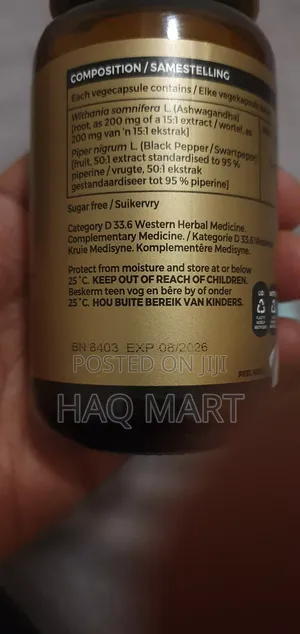 COMPOSITION / SAMESTELLING
Each vegecapsule contains / Elke vegekapsule
Withania somnifera L. (Ashwagandha)
[root, as 200 mg of a 15:1 extract / wortel, as
200 mg van 'n 15:1 ekstrak]
Piper nigrum L. (Black Pepper / Swartpeper)
[fruit, 50:1 extract standardised to 95 %
piperine / vrugte, 50:1 ekstrak
gestandaardiseer tot 95 % piperine]
Sugar free / Suikervry
Category D 33.6 Western Herbal Medicine.
Complementary Medicine. / Kategorie D 33.6
Kruie Medisyne. Komplementêre Medisyne.
Protect from moisture and store at or below
25 °C. KEEP OUT OF REACH OF CHILDREN.
Beskerm teen vog en bêre by of onder
25 °C. HOU BUITE BEREIK VAN KINDERS.
BN 8403 EXP 08/2026
POSTED ON JIJI
HAQ MART